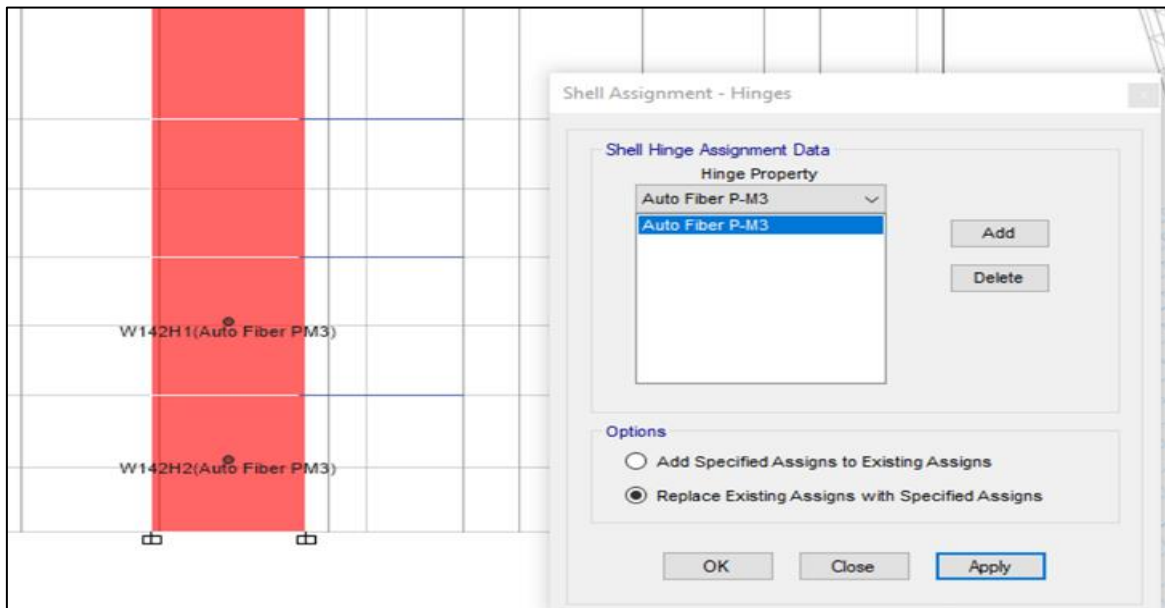 Shell Assignment - Hinges
Shell Hinge Assignment Data
Hinge Property
Auto Fiber P-M3
Auto Fiber P-M3
Add
Delete
W142H1(Auto Fiber PM3)
W142H2(Auto Fiber PM3)
Options
Add Specified Assigns to Existing Assigns
Replace Existing Assigns with Specified Assigns
OK
Close
Apply